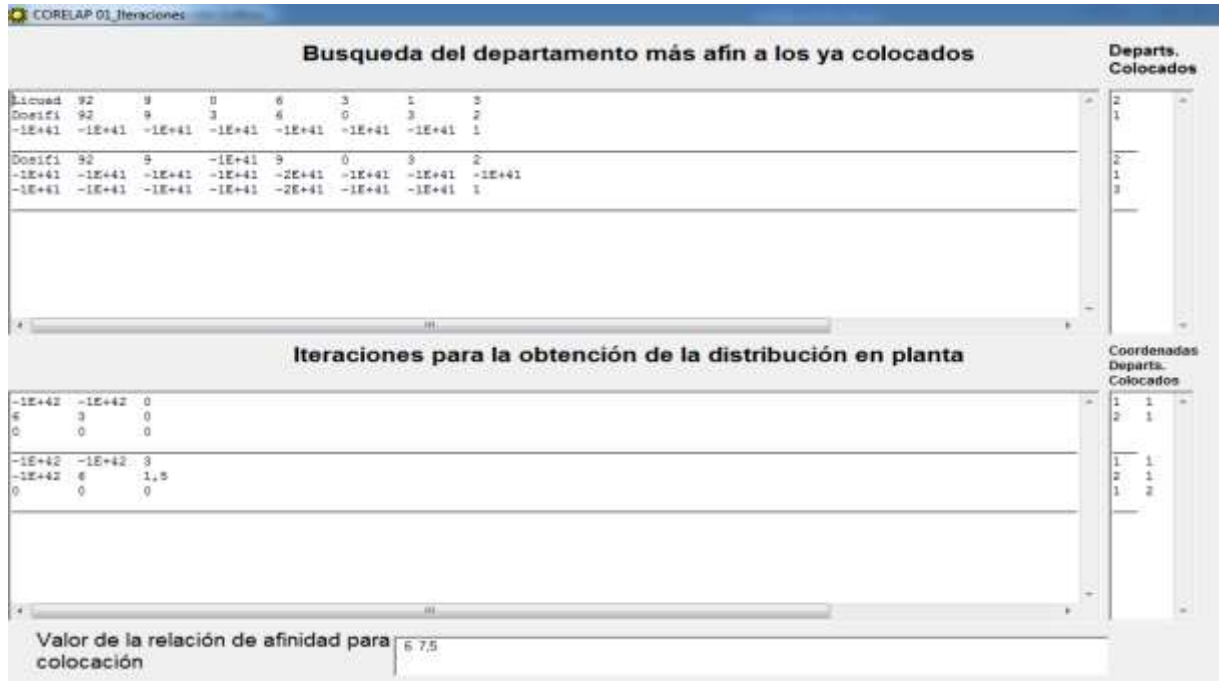 CORELAP 01_Iteraciones
Busqueda del departamento más afin a los ya colocados
Departs.
Colocados
Licuad 92 9 0 6 3 1 3
Dosifi 92 9 3 6 0 3 2
-1E+41 -1E+41 -1E+41 -1E+41 -1E+41 -1E+41 -1E+41 1
2
1
Dosifi 92 9 -1E+41 9 0 3 2
-1E+41 -1E+41 -1E+41 -1E+41 -2E+41 -1E+41 -1E+41 -1E+41
-1E+41 -1E+41 -1E+41 -1E+41 -2E+41 -1E+41 -1E+41 1
2
1
3
Iteraciones para la obtención de la distribución en planta
Coordenadas
Departs.
Colocados
-1E+42 -1E+42 0
6 3 0
0 0 0
1 1
2 1
-1E+42 -1E+42 3
-1E+42 6 1,5
0 0 0
1 1
2 1
1 2
Valor de la relación de afinidad para
colocación
6 7,5